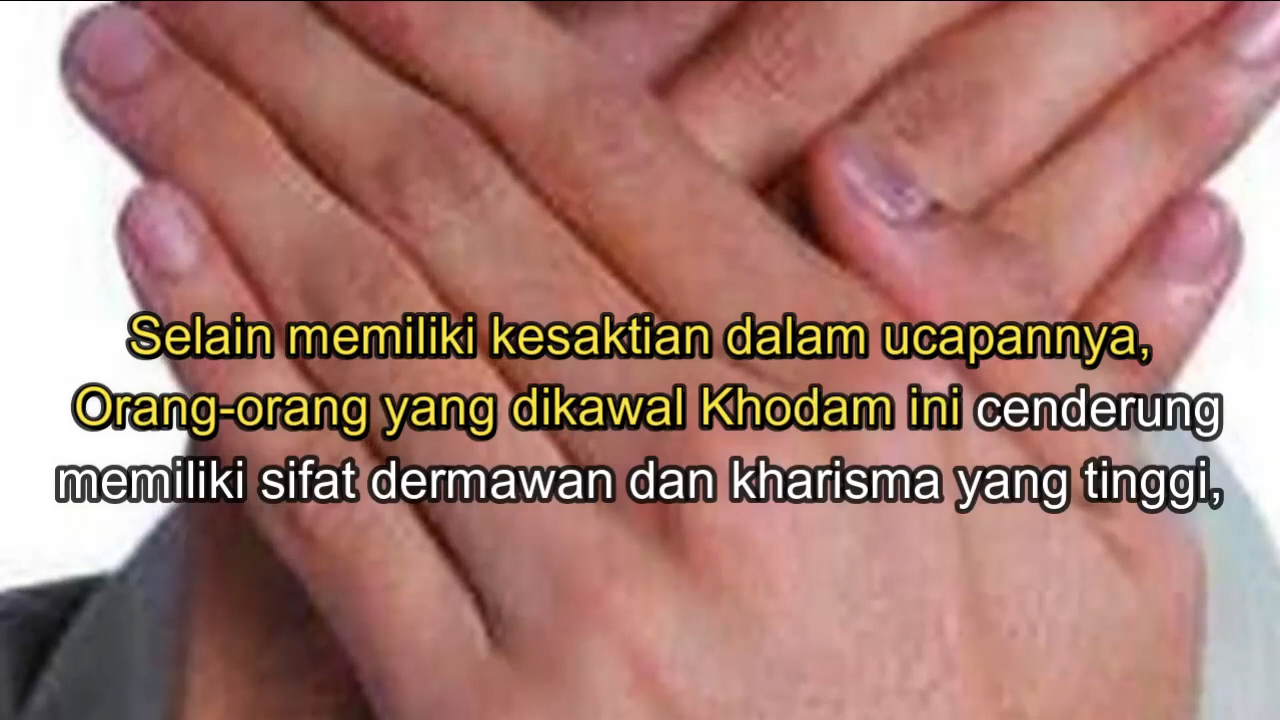 Selain memiliki kesaktian dalam ucapannya,
Orang-orang yang dikawal Khodam ini cenderung
memiliki sifat dermawan dan kharisma yang tinggi,